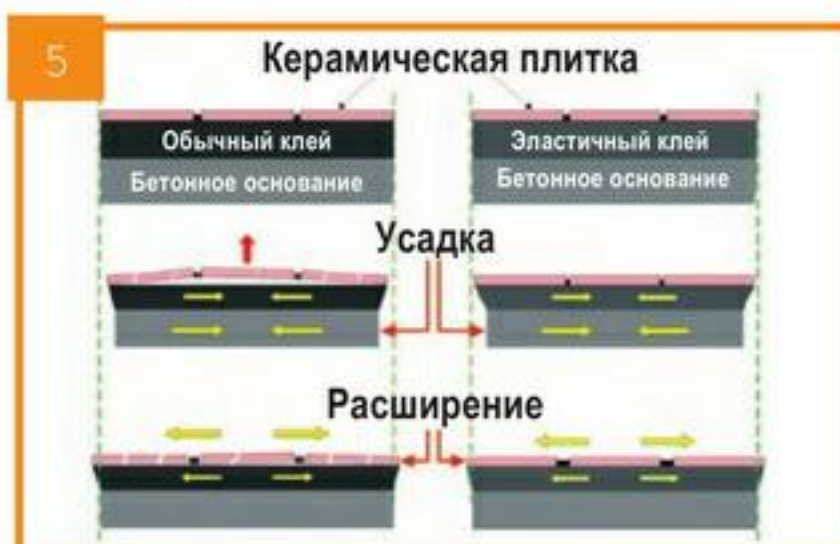 5
Керамическая плитка
Обычный клей
Эластичный клей
Бетонное основание
Бетонное основание
Усадка
Расширение